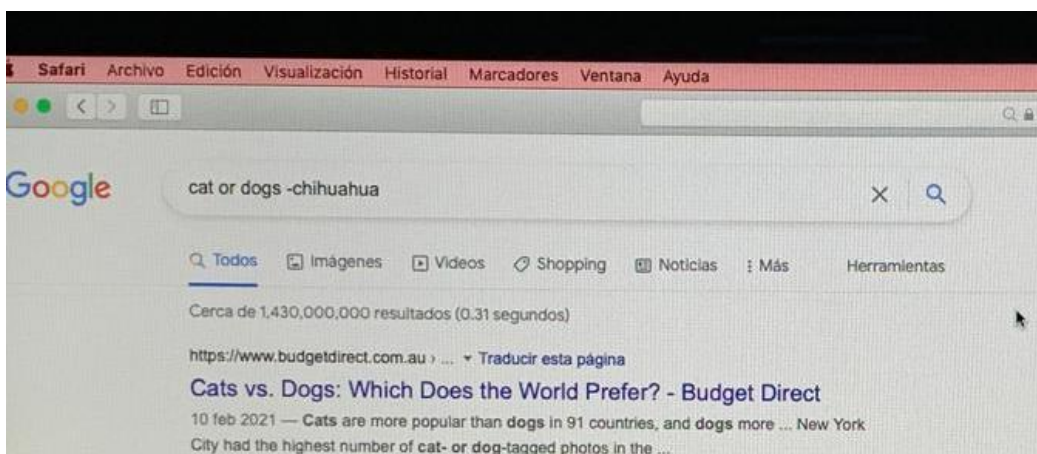 Safari Archivo Edición Visualización Historial Marcadores Ventana Ayuda
Google cat or dogs -chihuahua
Todos Imágenes Videos Shopping Noticias Más Herramientas
Cerca de 1,430,000,000 resultados (0.31 segundos)
https://www.budgetdirect.com.au › ... Traducir esta página
Cats vs. Dogs: Which Does the World Prefer? - Budget Direct
10 feb 2021 — Cats are more popular than dogs in 91 countries, and dogs more ... New York
City had the highest number of cat- or dog-tagged photos in the ...